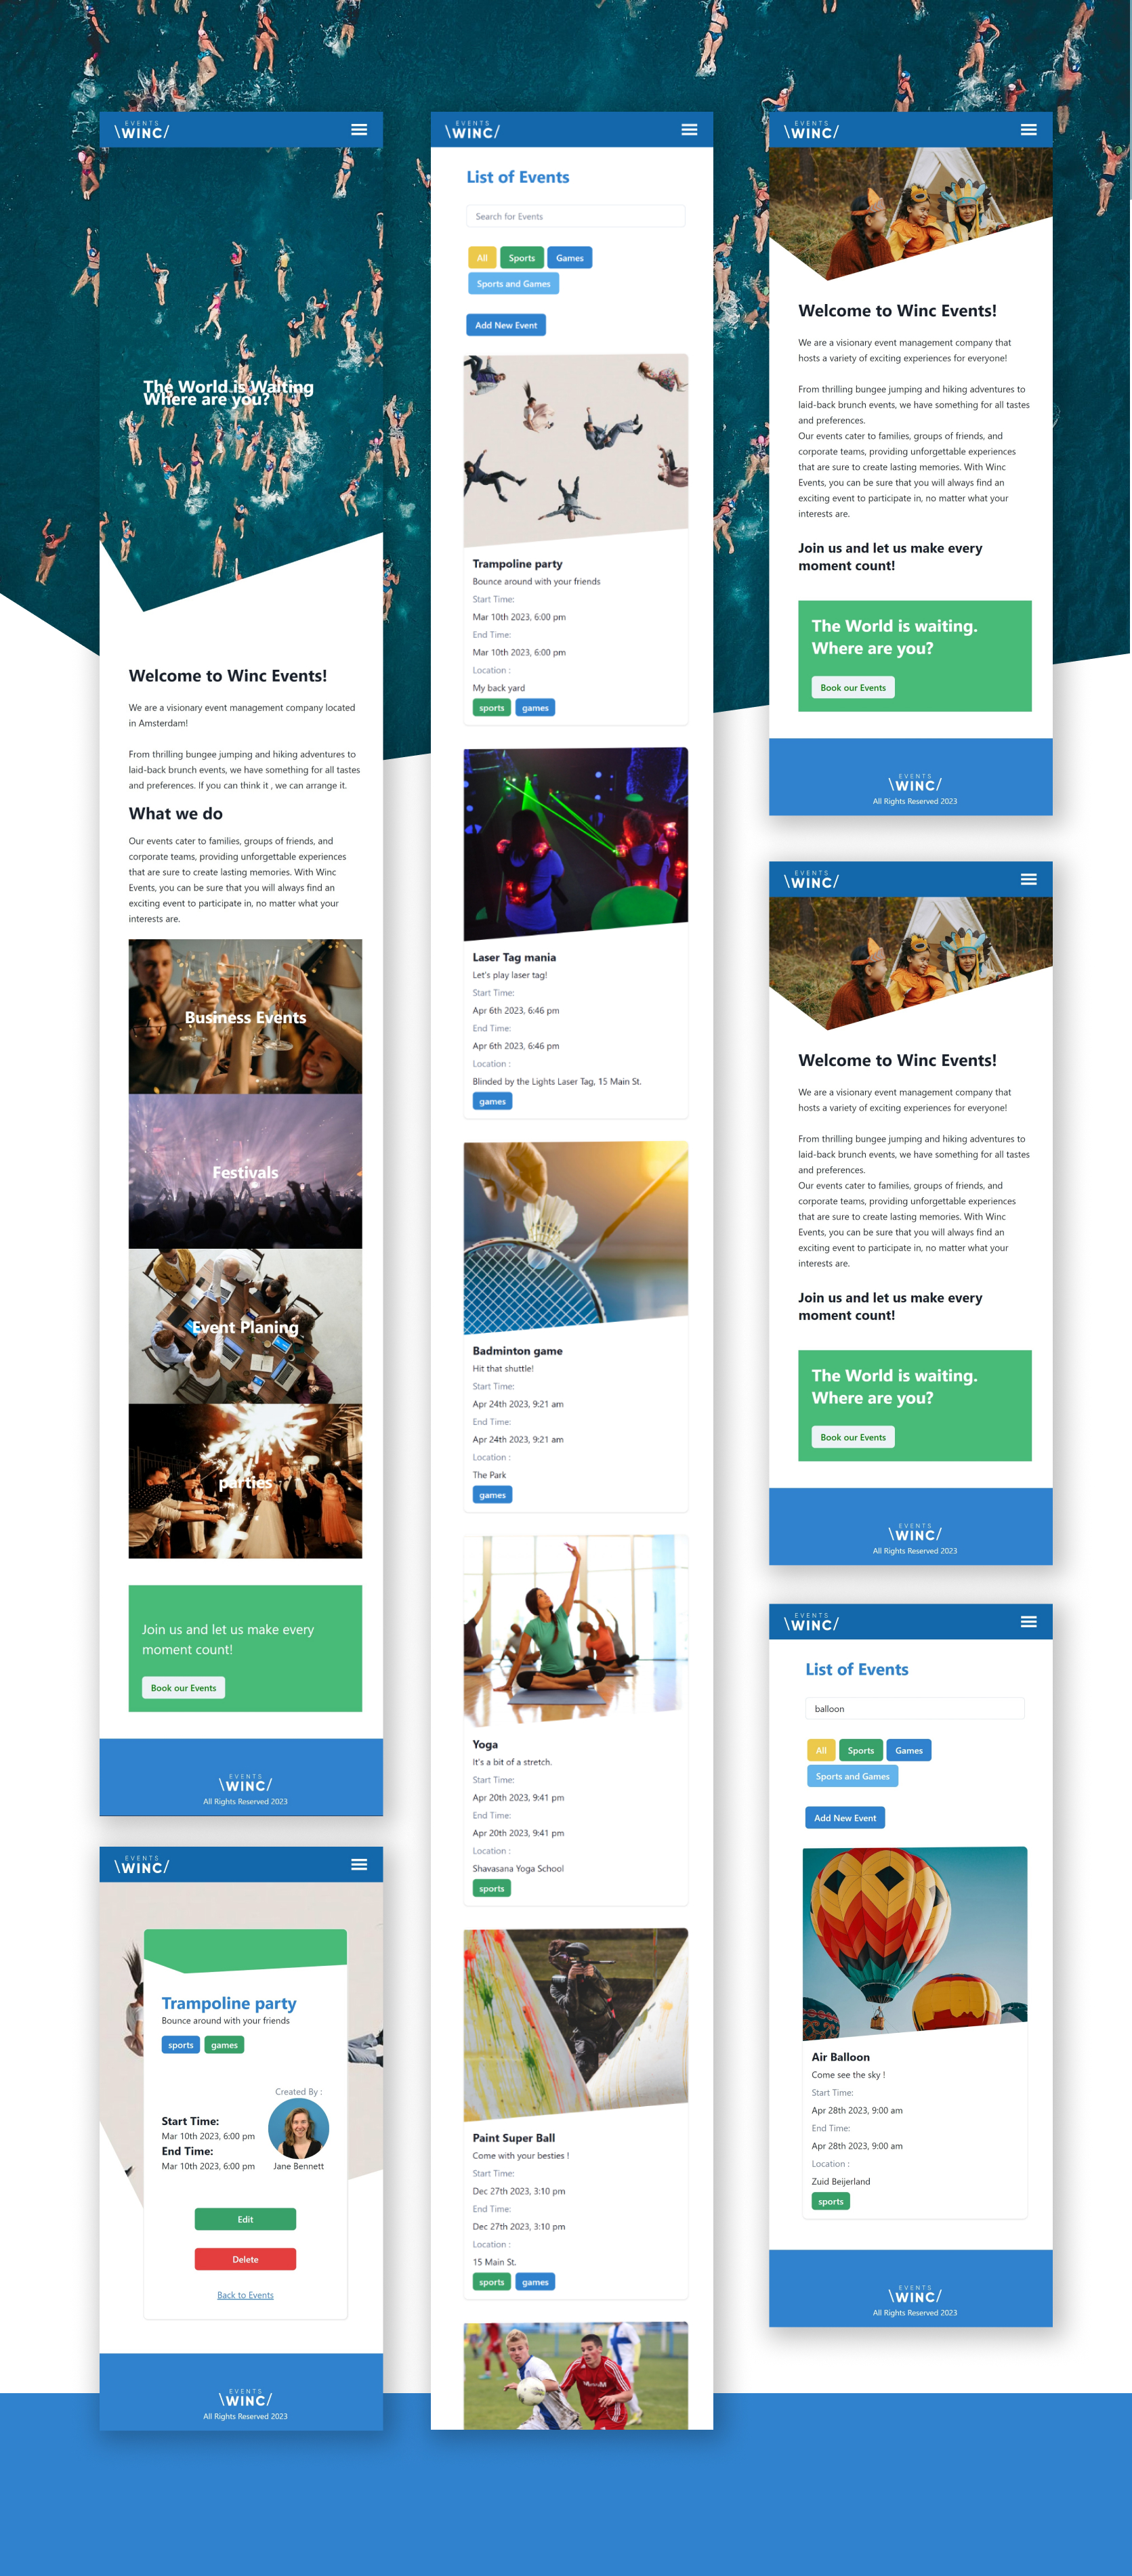 EVENTS
\WINC/
The World is Waiting
Where are you?
Welcome to Winc Events!
We are a visionary event management company located
in Amsterdam!
From thrilling bungee jumping and hiking adventures to
laid-back brunch events, we have something for all tastes
and preferences. If you can think it , we can arrange it.
What we do
Our events cater to families, groups of friends, and
corporate teams, providing unforgettable experiences
that are sure to create lasting memories. With Winc
Events, you can be sure that you will always find an
exciting event to participate in, no matter what your
interests are.
Business Events
Festivals
Event Planing
parties
Join us and let us make every
moment count!
Book our Events
EVENTS
\WINC/
All Rights Reserved 2023
EVENTS
\WINC/
Trampoline party
Bounce around with your friends
sports games
Created By :
Start Time:
Mar 10th 2023, 6:00 pm
End Time:
Mar 10th 2023, 6:00 pm
Jane Bennett
Edit
Delete
Back to Events
EVENTS
\WINC/
All Rights Reserved 2023
EVENTS
\WINC/
List of Events
Search for Events
All Sports Games
Sports and Games
Add New Event
Trampoline party
Bounce around with your friends
Start Time:
Mar 10th 2023, 6:00 pm
End Time:
Mar 10th 2023, 6:00 pm
Location :
My back yard
sports games
Laser Tag mania
Let's play laser tag!
Start Time:
Apr 6th 2023, 6:46 pm
End Time:
Apr 6th 2023, 6:46 pm
Location :
Blinded by the Lights Laser Tag, 15 Main St.
games
Badminton game
Hit that shuttle!
Start Time:
Apr 24th 2023, 9:21 am
End Time:
Apr 24th 2023, 9:21 am
Location :
The Park
games
Yoga
It's a bit of a stretch.
Start Time:
Apr 20th 2023, 9:41 pm
End Time:
Apr 20th 2023, 9:41 pm
Location :
Shavasana Yoga School
sports
Paint Super Ball
Come with your besties !
Start Time:
Dec 27th 2023, 3:10 pm
End Time:
Dec 27th 2023, 3:10 pm
Location :
15 Main St.
sports games
EVENTS
\WINC/
Welcome to Winc Events!
We are a visionary event management company that
hosts a variety of exciting experiences for everyone!
From thrilling bungee jumping and hiking adventures to
laid-back brunch events, we have something for all tastes
and preferences.
Our events cater to families, groups of friends, and
corporate teams, providing unforgettable experiences
that are sure to create lasting memories. With Winc
Events, you can be sure that you will always find an
exciting event to participate in, no matter what your
interests are.
Join us and let us make every
moment count!
The World is waiting.
Where are you?
Book our Events
EVENTS
\WINC/
All Rights Reserved 2023
EVENTS
\WINC/
Welcome to Winc Events!
We are a visionary event management company that
hosts a variety of exciting experiences for everyone!
From thrilling bungee jumping and hiking adventures to
laid-back brunch events, we have something for all tastes
and preferences.
Our events cater to families, groups of friends, and
corporate teams, providing unforgettable experiences
that are sure to create lasting memories. With Winc
Events, you can be sure that you will always find an
exciting event to participate in, no matter what your
interests are.
Join us and let us make every
moment count!
The World is waiting.
Where are you?
Book our Events
EVENTS
\WINC/
All Rights Reserved 2023
EVENTS
\WINC/
List of Events
balloon
All Sports Games
Sports and Games
Add New Event
Air Balloon
Come see the sky !
Start Time:
Apr 28th 2023, 9:00 am
End Time:
Apr 28th 2023, 9:00 am
Location :
Zuid Beijerland
sports
EVENTS
\WINC/
All Rights Reserved 2023